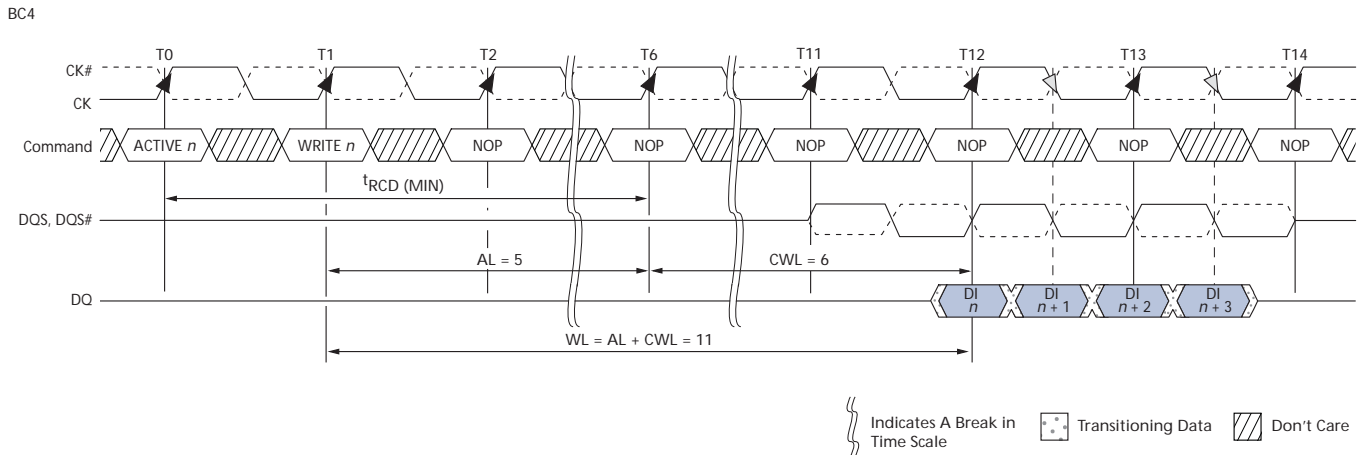 BC4
T0 T1 T2 T6 T11 T12 T13 T14
CK#
CK
Command ACTIVE n WRITE n NOP NOP NOP NOP NOP NOP
tRCD (MIN)
DQS, DQS#
AL = 5 CWL = 6
DQ DI n DI n + 1 DI n + 2 DI n + 3
WL = AL + CWL = 11
Indicates A Break in
Time Scale
Transitioning Data
Don't Care